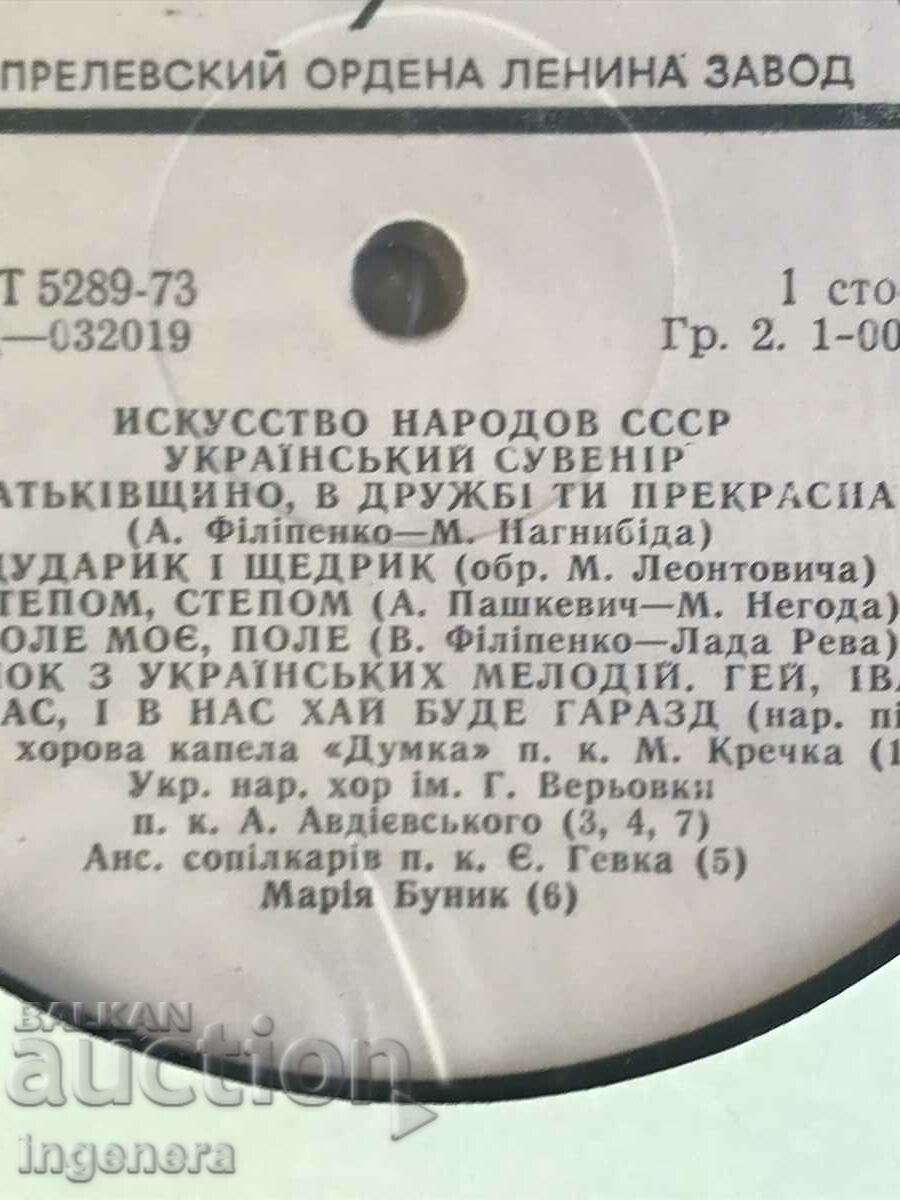 ПРЕЛЕВСКИЙ ОРДЕНА ЛЕНИНА ЗАВОД
Т 5289-73
—032019
1 сто
Гр. 2. 1-00
ИСКУССТВО НАРОДОВ СССР
УКРАЇНСЬКИЙ СУВЕНІР
АТЬКІВЩИНО, В ДРУЖБІ ТИ ПРЕКРАСНА
(А. Філіпенко—М. Нагнибіда)
ДУДАРИК І ЩЕДРИК (обр. М. Леонтовича)
ТЕПОМ, СТЕПОМ (А. Пашкевич—М. Негода)
ОЛЕ МОЄ, ПОЛЕ (В. Філіпенко—Лада Рева)
НОК З УКРАЇНСЬКИХ МЕЛОДІЙ. ГЕЙ, ІВА
АС, І В НАС ХАЙ БУДЕ ГАРАЗД (нар. пі
хорова капела «Думка» п. к. М. Кречка (1
Укр. нар. хор ім. Г. Верьовки
п. к. А. Авдієвського (3, 4, 7)
Анс. сопілкарів п. к. Є. Гевка (5)
Марія Буник (6)
BALKAN
auction
ingenera